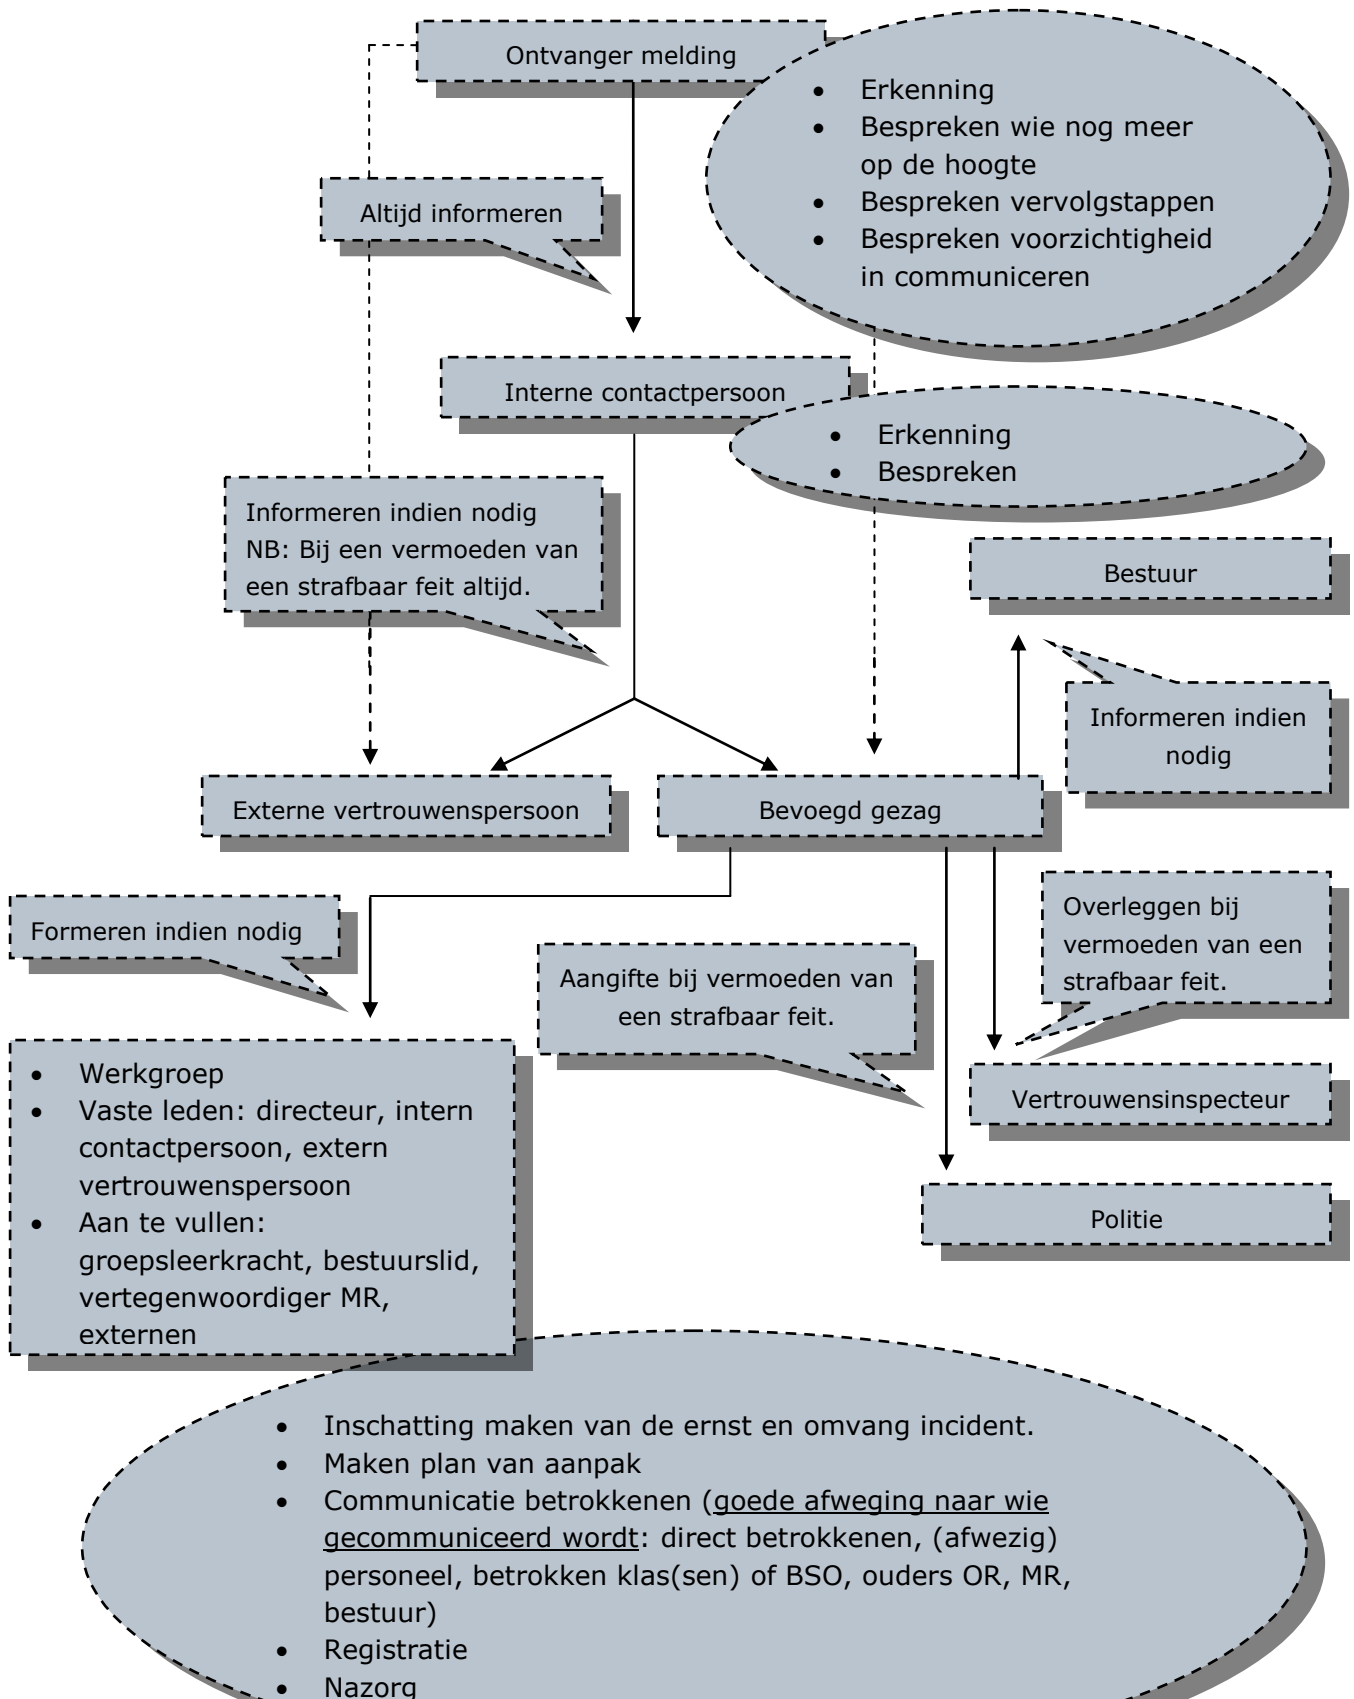 Ontvanger melding
• Erkenning
• Bespreken wie nog meer
op de hoogte
• Bespreken vervolgstappen
• Bespreken voorzichtigheid
in communiceren
Altijd informeren
Interne contactpersoon
• Erkenning
• Bespreken
Informeren indien nodig
NB: Bij een vermoeden van
een strafbaar feit altijd.
Bestuur
Informeren indien
nodig
Externe vertrouwenspersoon
Bevoegd gezag
Formeren indien nodig
Overleggen bij
vermoeden van een
strafbaar feit.
Aangifte bij vermoeden van
een strafbaar feit.
• Werkgroep
• Vaste leden: directeur, intern
contactpersoon, extern
vertrouwenspersoon
• Aan te vullen:
groepsleerkracht, bestuurslid,
vertegenwoordiger MR,
externen
Vertrouwensinspecteur
Politie
• Inschatting maken van de ernst en omvang incident.
• Maken plan van aanpak
• Communicatie betrokkenen (goede afweging naar wie
gecommuniceerd wordt: direct betrokkenen, (afwezig)
personeel, betrokken klas(sen) of BSO, ouders OR, MR,
bestuur)
• Registratie
• Nazorg